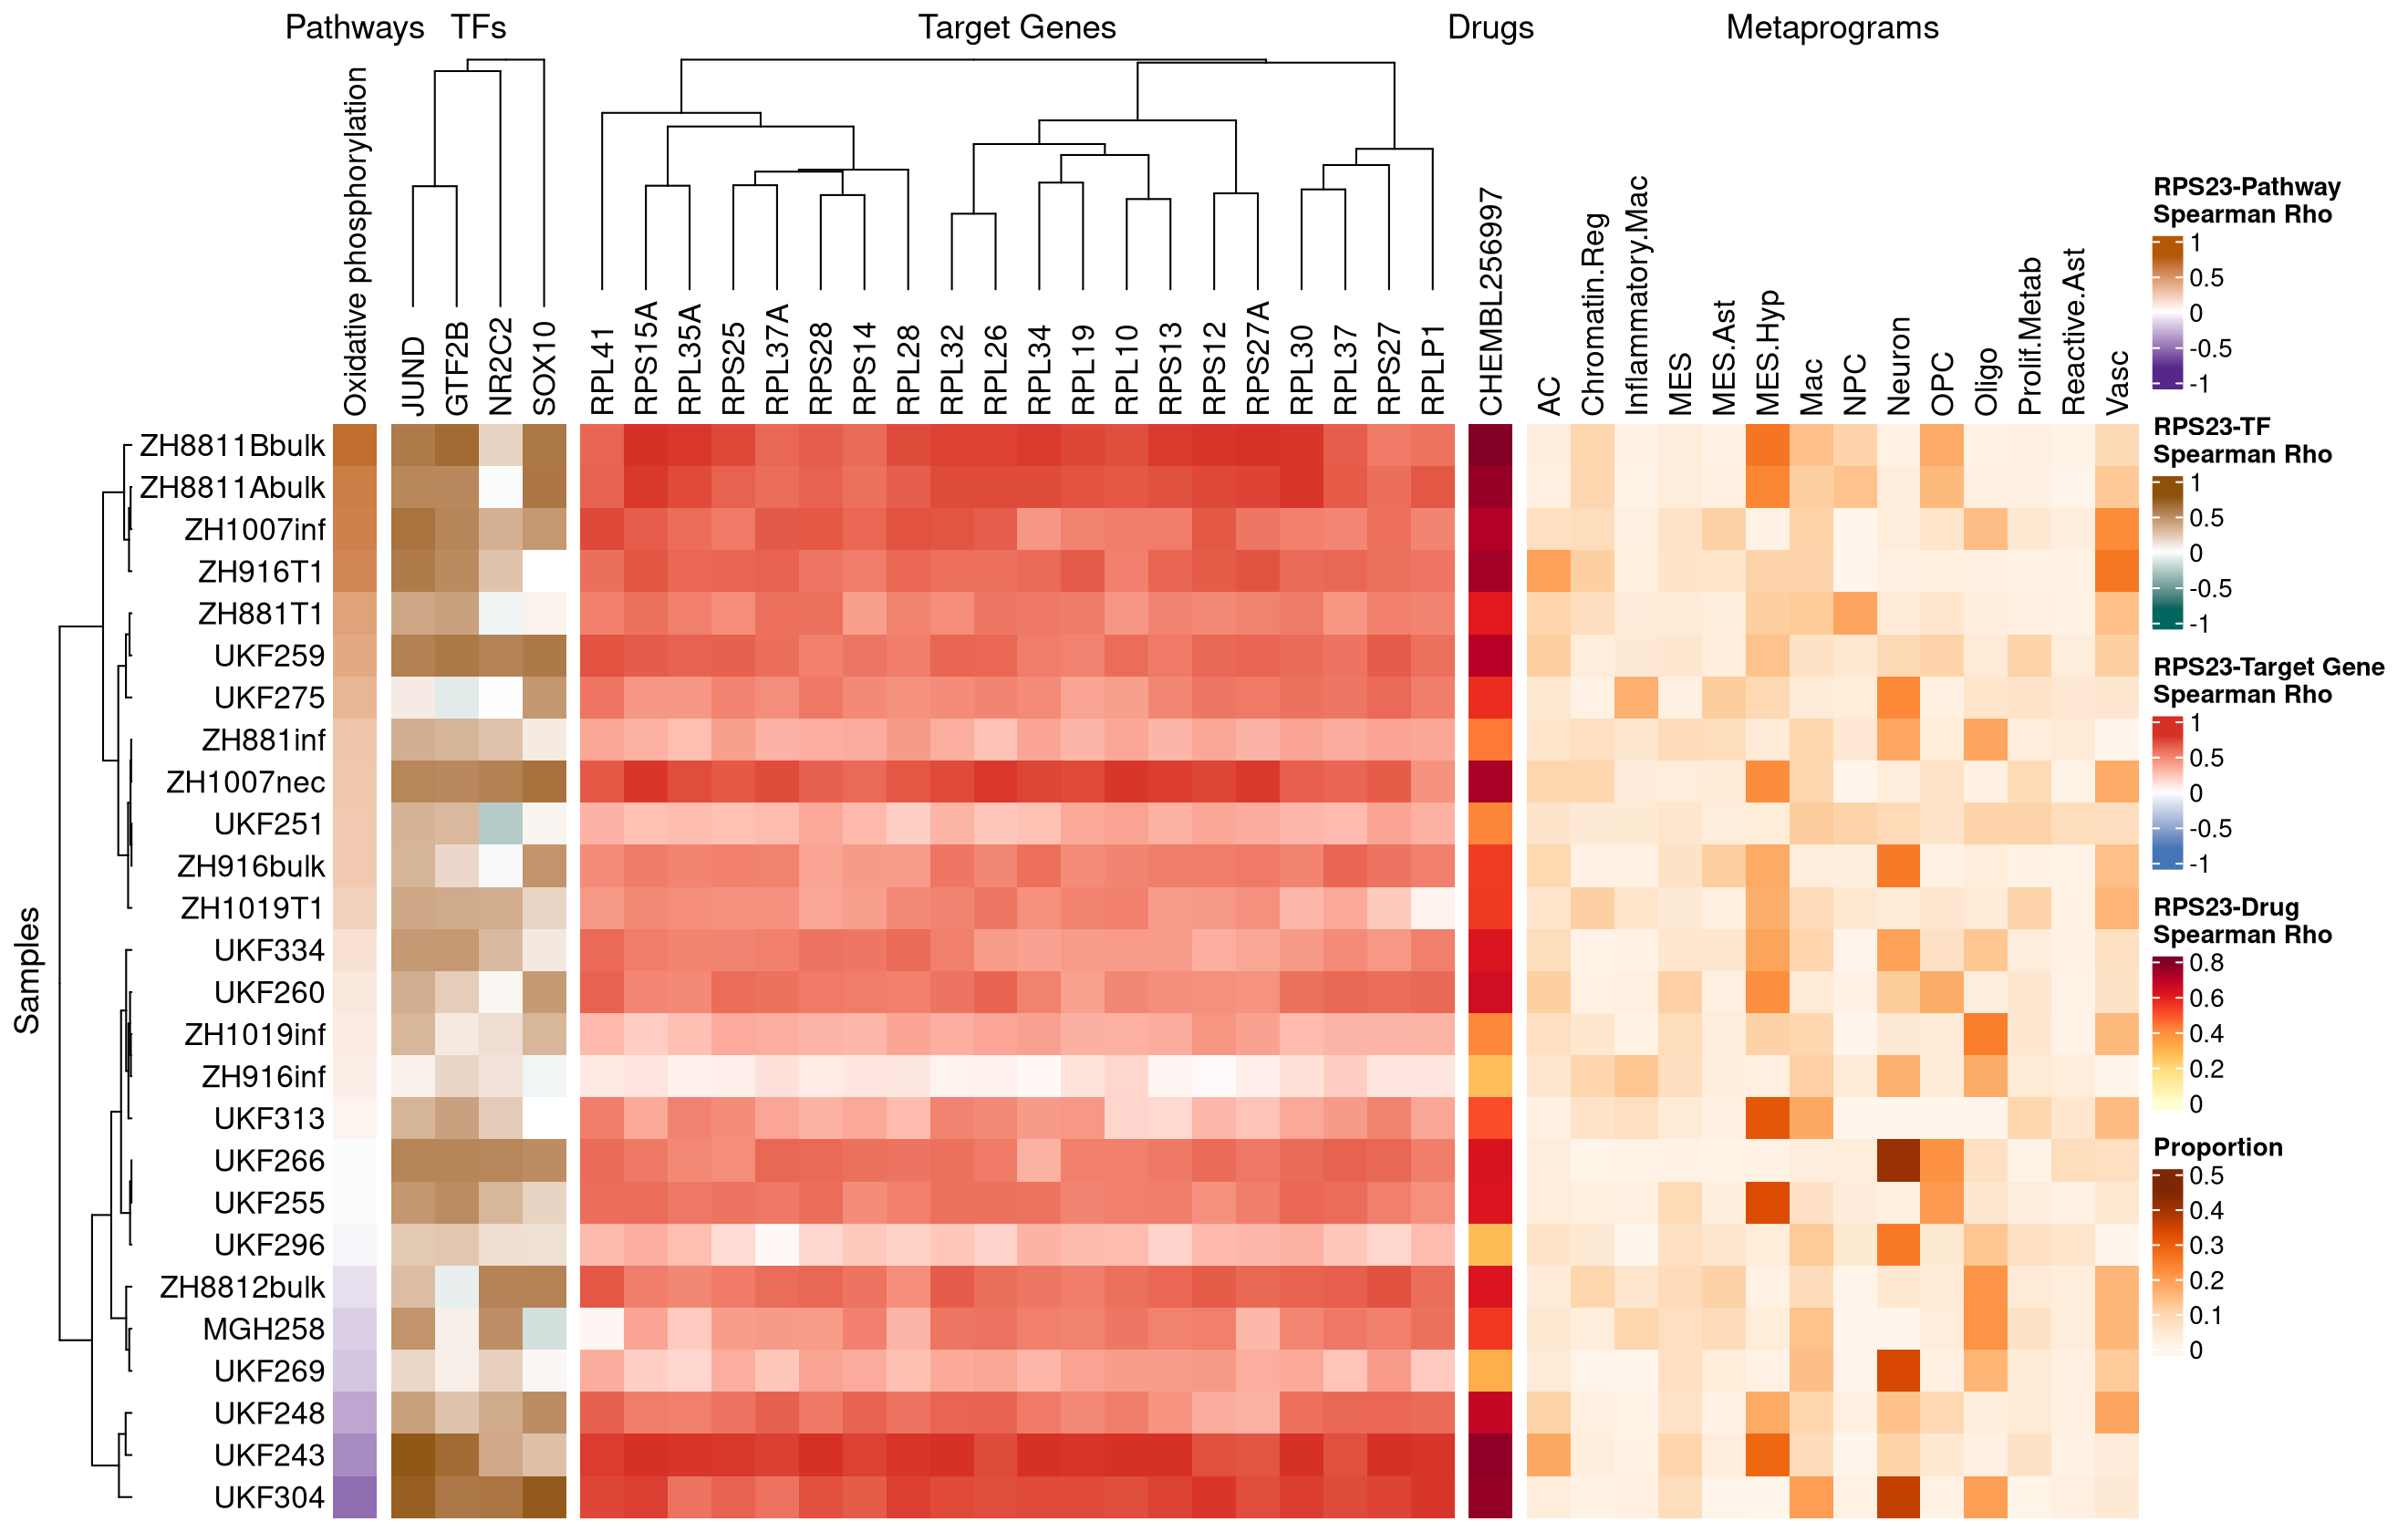 Pathways TFs Target Genes Drugs Metaprograms
Oxidative phosphorylation
JUND
GTF2B
NR2C2
SOX10
RPL41
RPS15A
RPL35A
RPS25
RPL37A
RPS28
RPS14
RPL28
RPL32
RPL26
RPL34
RPL19
RPL10
RPS13
RPS12
RPS27A
RPL30
RPL37
RPS27
RPLP1
CHEMBL256997
AC
Chromatin.Reg
Inflammatory.Mac
MES
MES.Ast
MES.Hyp
Mac
NPC
Neuron
OPC
Oligo
Prolif.Metab
Reactive.Ast
Vasc
Samples
ZH8811Bbulk
ZH8811Abulk
ZH1007inf
ZH916T1
ZH881T1
UKF259
UKF275
ZH881inf
ZH1007nec
UKF251
ZH916bulk
ZH1019T1
UKF334
UKF260
ZH1019inf
ZH916inf
UKF313
UKF266
UKF255
UKF296
ZH8812bulk
MGH258
UKF269
UKF248
UKF243
UKF304
RPS23-Pathway
Spearman Rho
1
0.5
0
-0.5
-1
RPS23-TF
Spearman Rho
1
0.5
0
-0.5
-1
RPS23-Target Gene
Spearman Rho
1
0.5
0
-0.5
-1
RPS23-Drug
Spearman Rho
0.8
0.6
0.4
0.2
0
Proportion
0.5
0.4
0.3
0.2
0.1
0